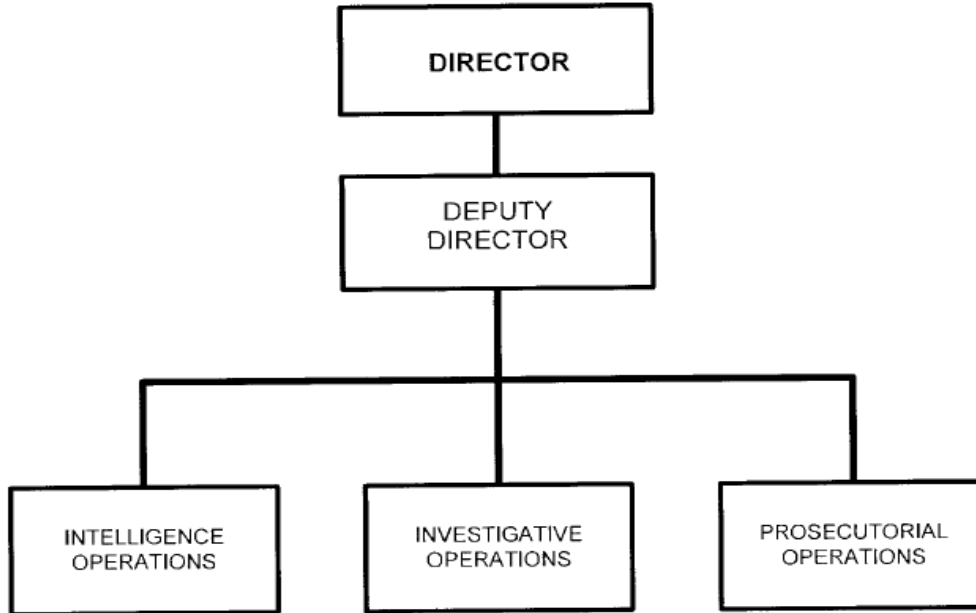 DIRECTOR
DEPUTY
DIRECTOR
INTELLIGENCE
OPERATIONS
INVESTIGATIVE
OPERATIONS
PROSECUTORIAL
OPERATIONS